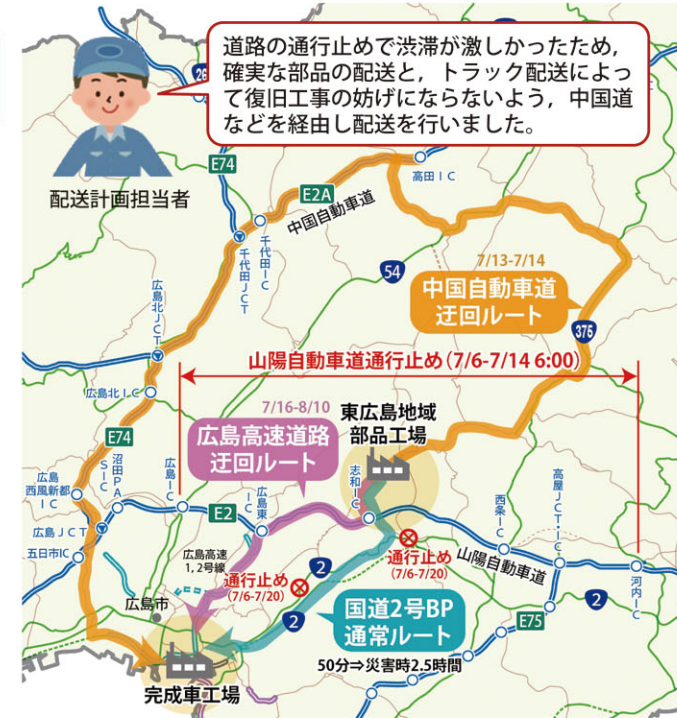 道路の通行止めで渋滞が激しかったため,
確実な部品の配送と, トラック配送によっ
て復旧工事の妨げにならないよう, 中国道
などを経由し配送を行いました。
配送計画担当者
26
E74
E2A
中国自動車道
高田IC
千代田IC
千代田JCT
54
7/13-7/14
中国自動車道
迂回ルート
375
広島北JCT
山陽自動車道通行止め(7/6-7/14 6:00)
広島北IC
7/16-8/10
広島高速道路
迂回ルート
東広島地域
部品工場
E74
広島
西風新都
IC
沼田PA
SIC
広島IC
E2
広島東
IC
志和IC
西条IC
高屋JCT・IC
広島JCT
五日市IC
広島高速
1,2号線
通行止め
(7/6-7/20)
2
通行止め
(7/6-7/20)
山陽自動車道
河内IC
広島市
2
国道2号BP
通常ルート
E75
2
50分⇒災害時2.5時間
完成車工場